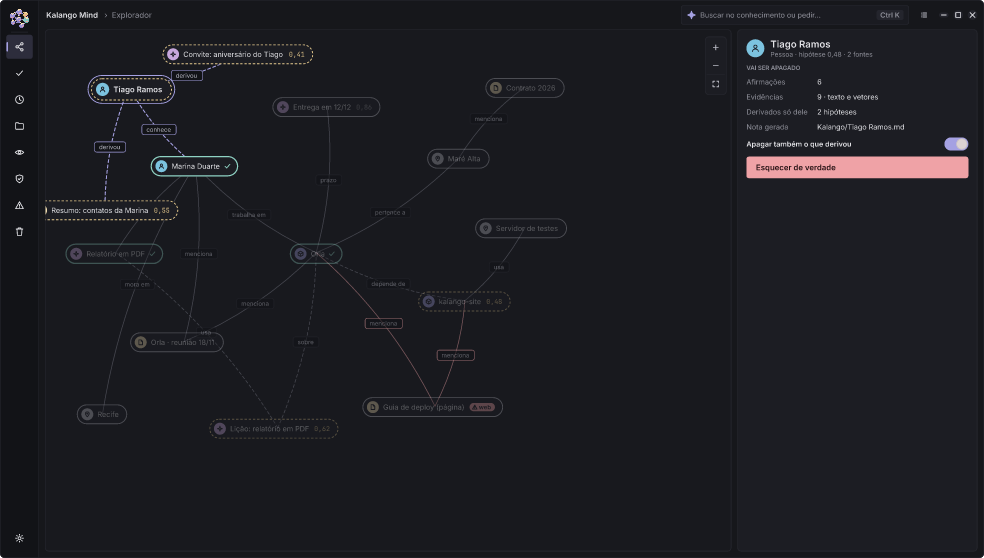 Kalango Mind › Explorador
Buscar no conhecimento ou pedir... Ctrl K
Convite: aniversário do Tiago 0,41
derivou
Tiago Ramos
conhece
derivou
Marina Duarte
Resumo: contatos da Marina 0,55
Entrega em 12/12 0,86
Contrato 2026
menciona
Maré Alta
prazo
pertence a
trabalha em
Servidor de testes
Relatório em PDF
menciona
Orla
usa
mora em
depende de
kalango-site 0,48
menciona
menciona
usa
Orla · reunião 18/11
sobre
menciona
Guia de deploy (página) web
Recife
Lição: relatório em PDF 0,62
Tiago Ramos
Pessoa · hipótese 0,48 · 2 fontes
VAI SER APAGADO
Afirmações 6
Evidências 9 · texto e vetores
Derivados só dele 2 hipóteses
Nota gerada Kalango/Tiago Ramos.md
Apagar também o que derivou
Esquecer de verdade